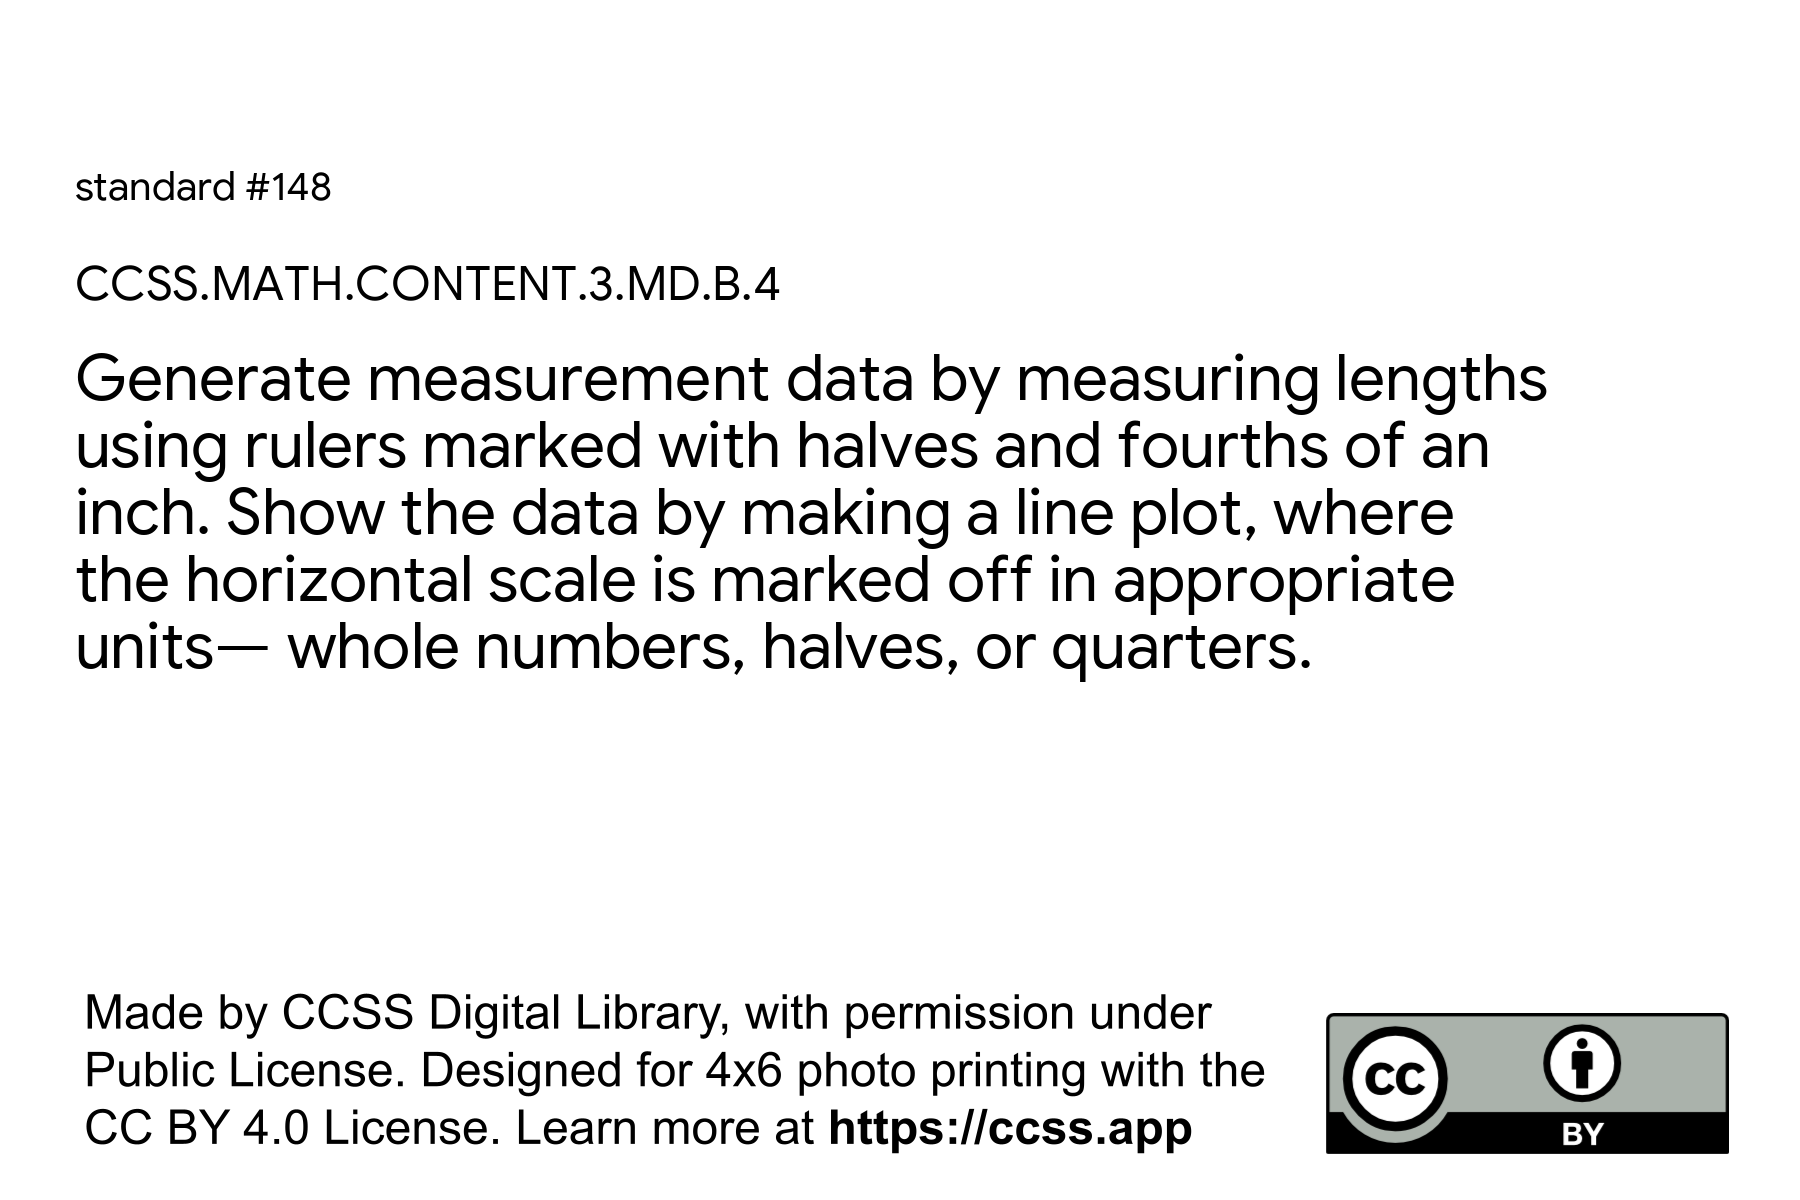 standard #148
CCSS.MATH.CONTENT.3.MD.B.4
Generate measurement data by measuring lengths
using rulers marked with halves and fourths of an
inch. Show the data by making a line plot, where
the horizontal scale is marked off in appropriate
units— whole numbers, halves, or quarters.
Made by CCSS Digital Library, with permission under
Public License. Designed for 4x6 photo printing with the
CC BY 4.0 License. Learn more at https://ccss.app
CC
BY